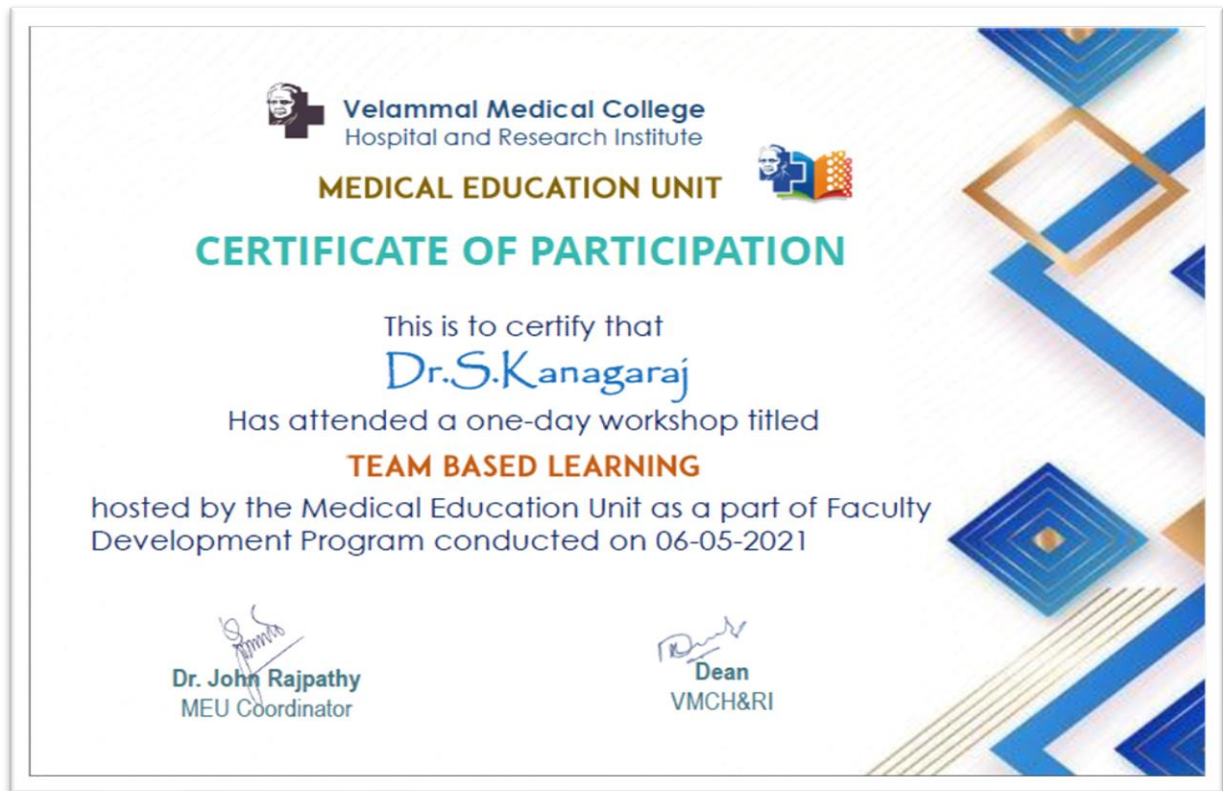 Velammal Medical College
Hospital and Research Institute
MEDICAL EDUCATION UNIT
CERTIFICATE OF PARTICIPATION
This is to certify that
Dr.S.Kanagaraj
Has attended a one-day workshop titled
TEAM BASED LEARNING
hosted by the Medical Education Unit as a part of Faculty
Development Program conducted on 06-05-2021
Dr. John Rajpathy
MEU Coordinator
Dean
VMCH&RI